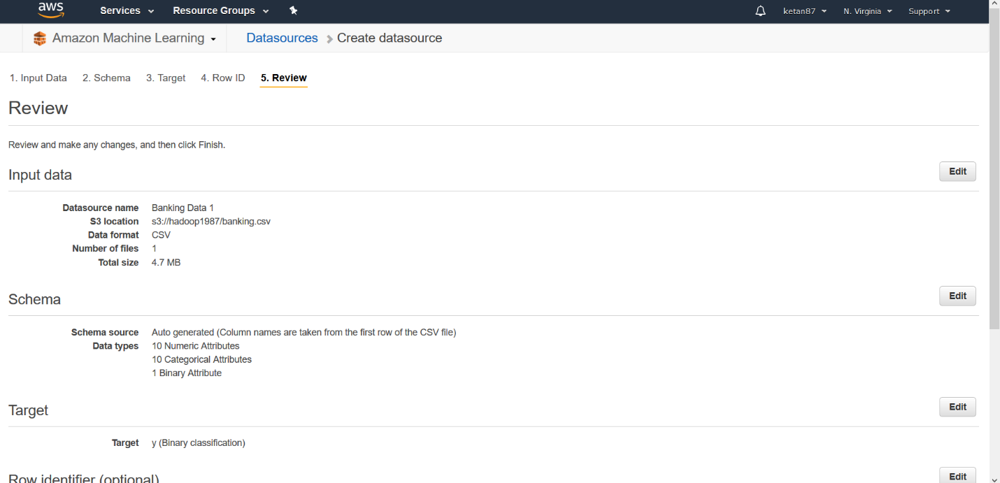 aws Services Resource Groups ketan87 N. Virginia Support
Amazon Machine Learning Datasources Create datasource
1. Input Data 2. Schema 3. Target 4. Row ID 5. Review
Review
Review and make any changes, and then click Finish.
Input data Edit
Datasource name Banking Data 1
S3 location s3://hadoop1987/banking.csv
Data format CSV
Number of files 1
Total size 4.7 MB
Schema Edit
Schema source Auto generated (Column names are taken from the first row of the CSV file)
Data types 10 Numeric Attributes
10 Categorical Attributes
1 Binary Attribute
Target Edit
Target y (Binary classification)
Row identifier (optional) Edit